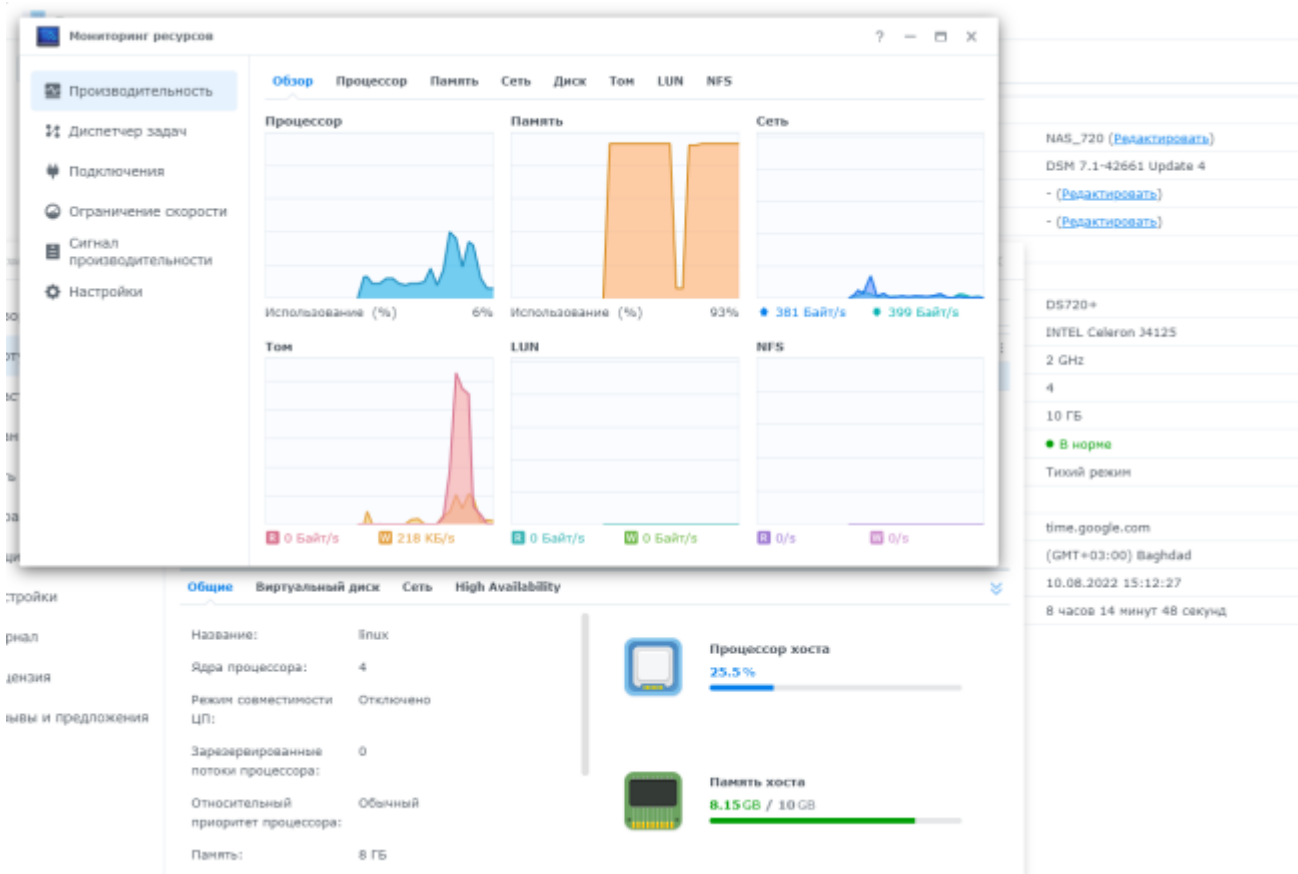 Мониторинг ресурсов
Производительность
Диспетчер задач
Подключения
Ограничение скорости
Сигнал
производительности
Настройки
Обзор Процессор Память Сеть Диск Том LUN NFS
Процессор Память Сеть
Использование (%) 6% Использование (%) 93% 381 Байт/s 399 Байт/s
Том LUN NFS
R 0 Байт/s W 218 КБ/s R 0 Байт/s W 0 Байт/s R 0/s W 0/s
NAS_720 (Редактировать)
DSM 7.1-42661 Update 4
- (Редактировать)
- (Редактировать)
DS720+
INTEL Celeron J4125
2 GHz
4
10 ГБ
В норме
Тихий режим
time.google.com
(GMT+03:00) Baghdad
10.08.2022 15:12:27
8 часов 14 минут 48 секунд
стройки
рнал
цензия
зывы и предложения
Общие Виртуальный диск Сеть High Availability
Название: linux
Ядра процессора: 4
Режим совместимости Отключено
ЦП:
Зарезервированные 0
потоки процессора:
Относительный Обычный
приоритет процессора:
Память: 8 ГБ
Процессор хоста
25.5 %
Память хоста
8.15 GB / 10 GB